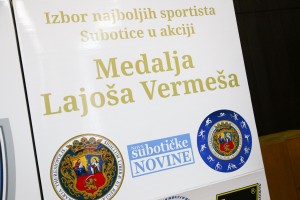 Izbor najboljih sportista
Subotice u akciji
Medalja
Lajoša Vermeša
subotičke
NOVINE